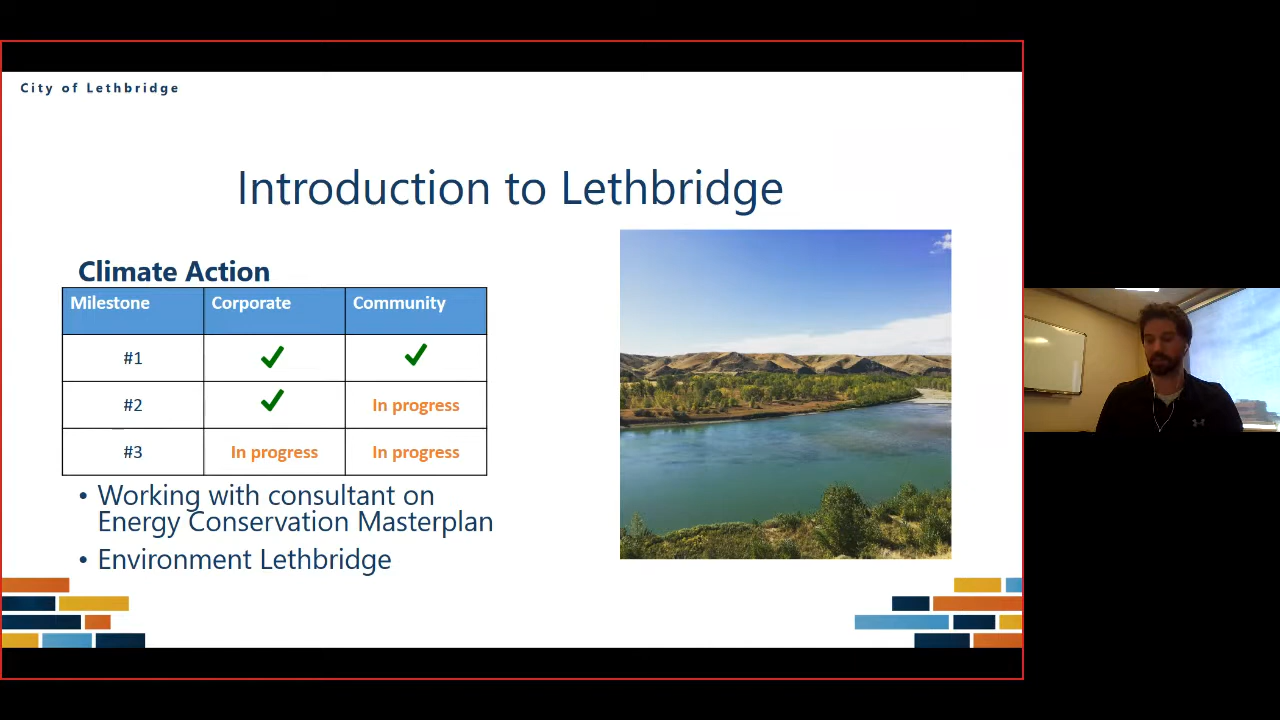 City of Lethbridge
Introduction to Lethbridge
Climate Action
Milestone Corporate Community
#1 ✓ ✓
#2 ✓ In progress
#3 In progress In progress
• Working with consultant on
Energy Conservation Masterplan
• Environment Lethbridge